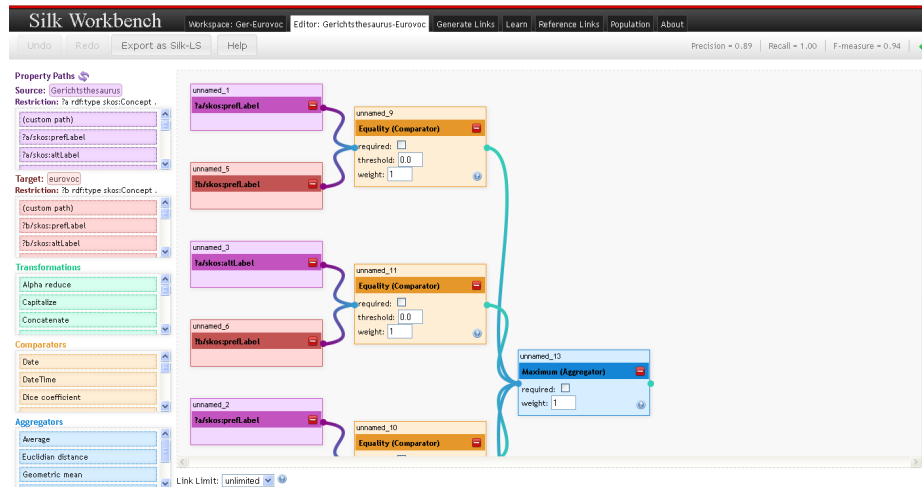 Silk Workbench
Workspace: Ger-Eurovoc Editor: Gerichtsthesaurus-Eurovoc Generate Links Learn Reference Links Population About
Undo Redo Export as Silk-LS Help Precision = 0.89 Recall = 1.00 F-measure = 0.94
Property Paths
Source: Gerichtsthesaurus
Restriction: ?a rdf:type skos:Concept .
(custom path)
?a/skos:prefLabel
?a/skos:altLabel
Target: eurovoc
Restriction: ?b rdf:type skos:Concept .
(custom path)
?b/skos:prefLabel
?b/skos:altLabel
Transformations
Alpha reduce
Capitalize
Concatenate
Comparators
Date
DateTime
Dice coefficient
Aggregators
Average
Euclidian distance
Geometric mean
unnamed_1
?a/skos:prefLabel
unnamed_5
?b/skos:prefLabel
unnamed_9
Equality (Comparator)
required:
threshold: 0.0
weight: 1
unnamed_3
?a/skos:altLabel
unnamed_6
?b/skos:prefLabel
unnamed_11
Equality (Comparator)
required:
threshold: 0.0
weight: 1
unnamed_13
Maximum (Aggregator)
required:
weight: 1
unnamed_2
?a/skos:prefLabel
unnamed_10
Equality (Comparator)
Link Limit: unlimited